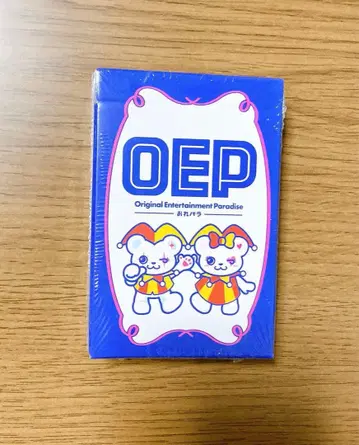 OEP
Original Entertainment Paradise
おれパラ